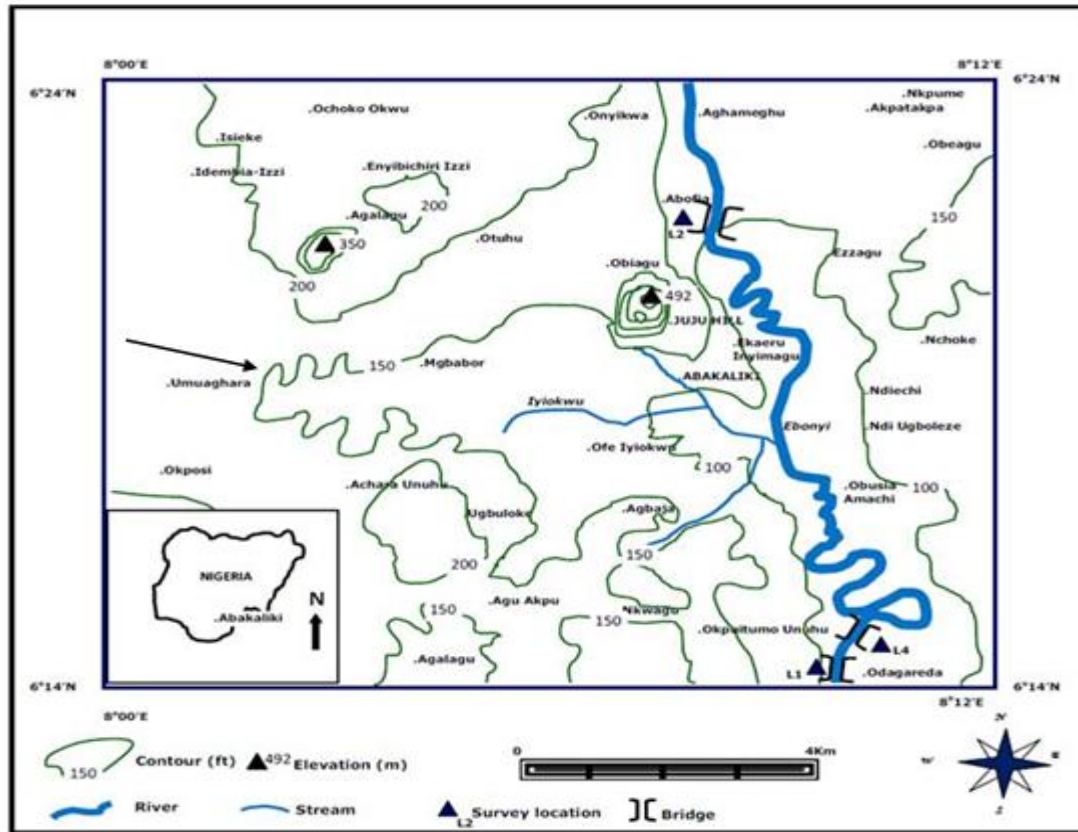 8°00′E 8°12′E
6°24′N 6°24′N
.Nkpume
.Ochoko Okwu .Onyikwa .Aghameghu .Akpatakpa
.Isieke .Obeagu
.Idembia-Izzi .Enyibichiri Izzi
200 .Abofia 150
.Agalagu L2
350 .Otuhu .Ezzagu
.Obiagu
200 492
.JUJU HILL
.Nchoke
150 .Mgbabor .Ekaeru
Inyimagu
.Umuaghara .ABAKALIKI
.Ndiechi
Iyiokwu
Ebonyi .Ndi Ugboleze
.Ofe Iyiokwu
.Okposi 100
.Achara Unuhu .Obusia 100
Amachi
Ugbuloke .Agbaja
150
200
NIGERIA
.Agu Akpu
.Abakaliki N 150 .Nkwagu
150 .Okpuitumo Unuhu
L4
.Agalagu L1 .Odagareda
6°14′N 6°14′N
8°00′E 8°12′E
0 4Km
150 Contour (ft) 492 Elevation (m)
River Stream L2 Survey location Bridge
N